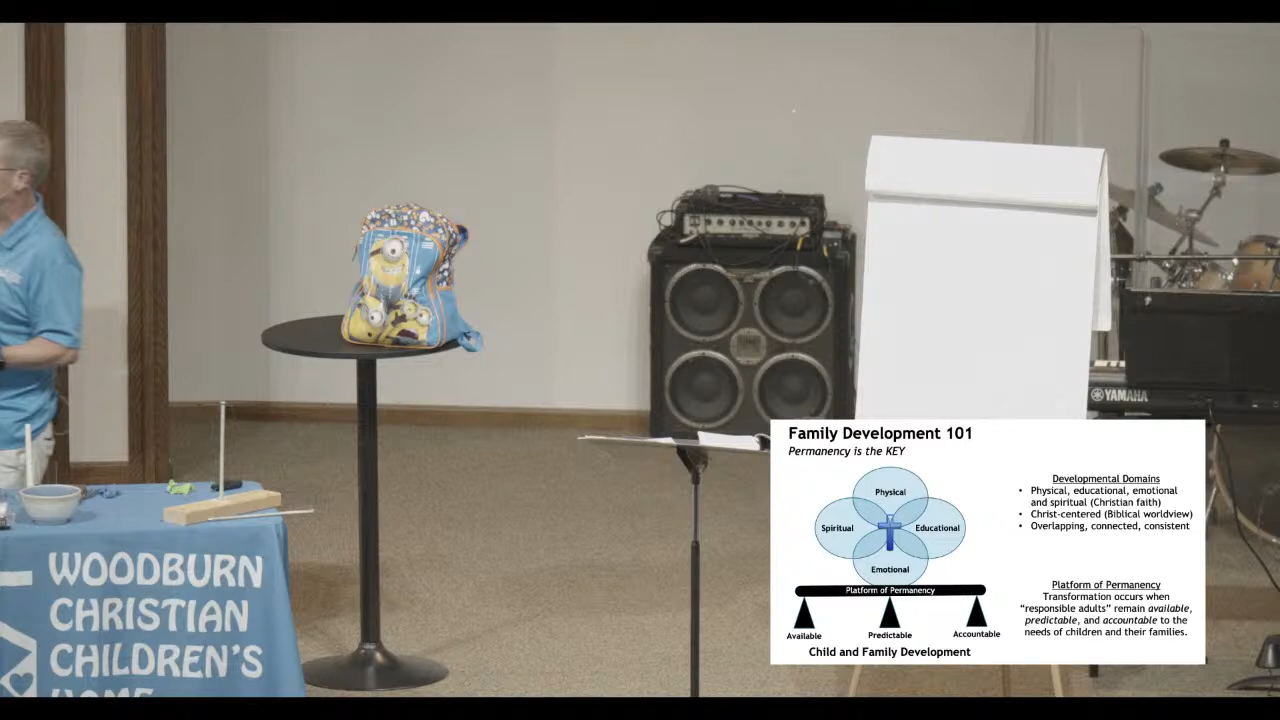 WOODBURN
CHRISTIAN
CHILDREN'S
HOME
YAMAHA
Family Development 101
Permanency is the KEY
Physical
Spiritual
Educational
Emotional
Platform of Permanency
Available
Predictable
Accountable
Child and Family Development
Developmental Domains
• Physical, educational, emotional
and spiritual (Christian faith)
• Christ-centered (Biblical worldview)
• Overlapping, connected, consistent
Platform of Permanency
Transformation occurs when
"responsible adults" remain available,
predictable, and accountable to the
needs of children and their families.